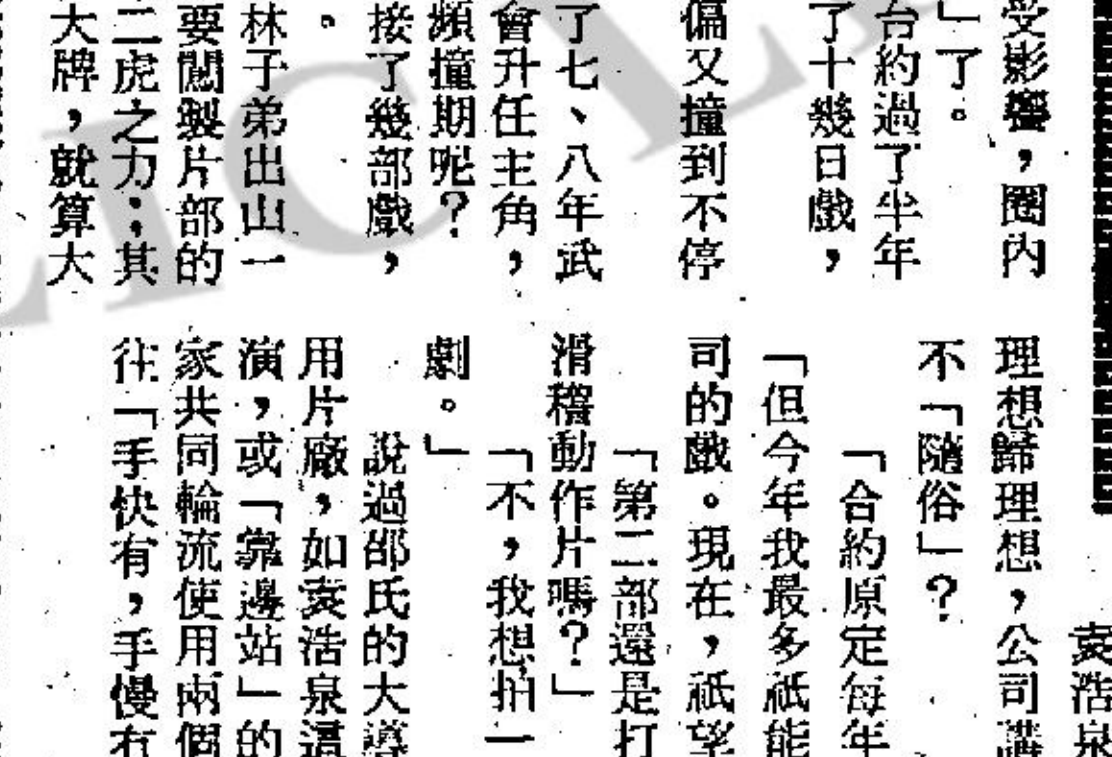 受影響，圈內
」了。
台約過了半年
了十幾日戲，
偏又撞到不停
了七、八年武
會升任主角，
頻撞期呢？
接了幾部戲，
。
林子弟出山一
要闖製片部的
二虎之力；其
大牌，就算大
袁浩泉
理想歸理想，公司講
不「隨俗」？
「合約原定每年
「但今年我最多祇能
司的戲。現在，祇望
「第二部還是打
滑稽動作片嗎？」
「不，我想拍一
劇。」
說過邵氏的大導
用片廠，如袁浩泉這
演，或「靠邊站」的
家共同輪流使用兩個
往「手快有，手慢冇